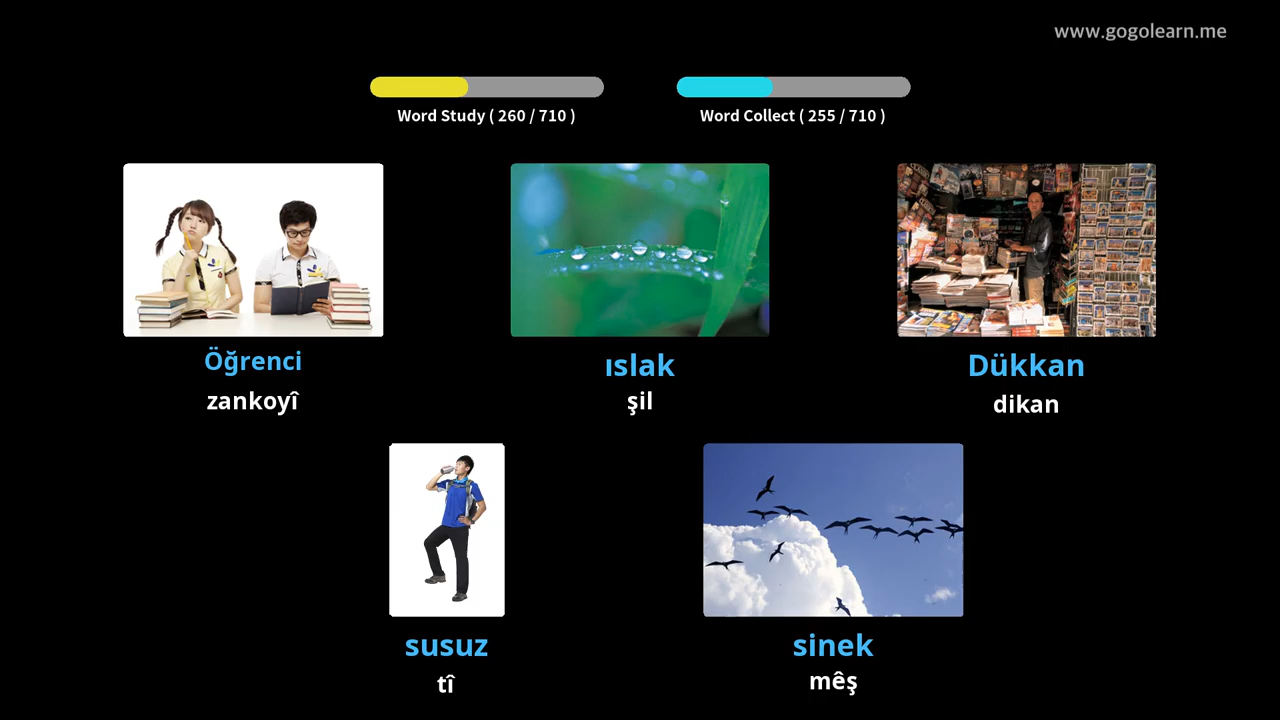 www.gogolearn.me
Word Study ( 260 / 710 )
Word Collect ( 255 / 710 )
Öğrenci
zankoyî
ıslak
şil
Dükkan
dikan
susuz
tî
sinek
mêş